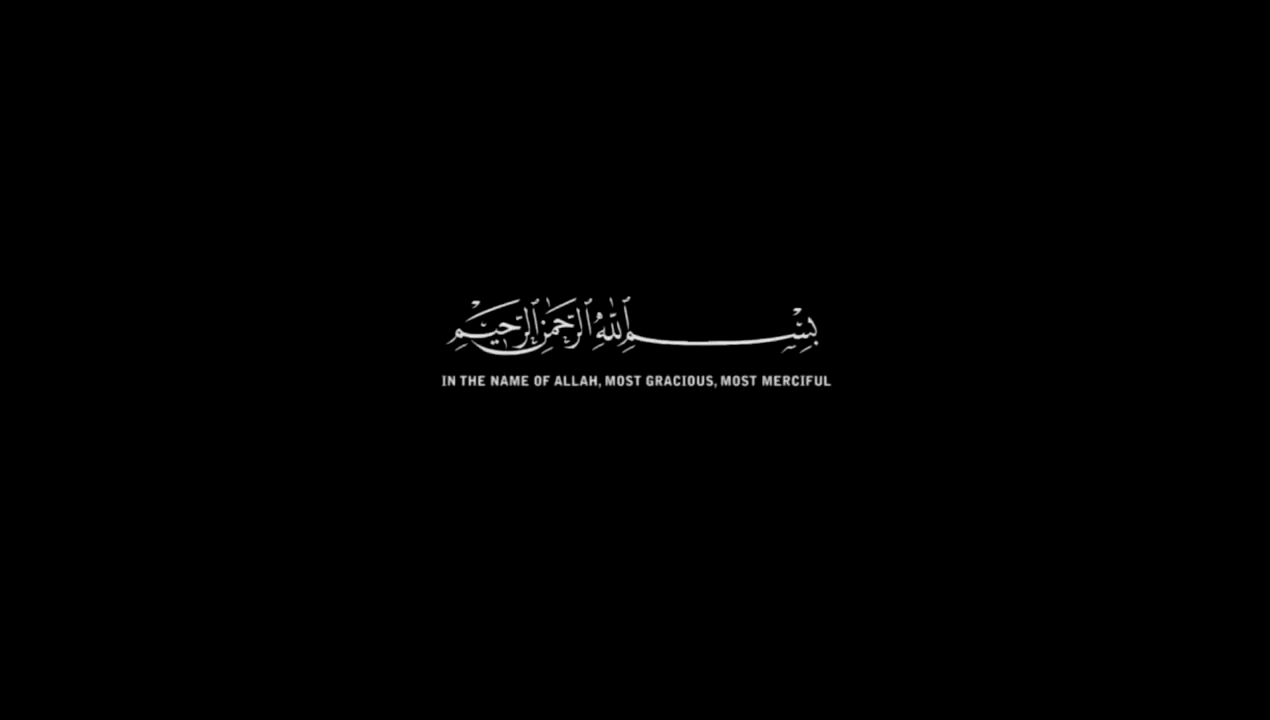 بِسْمِ ٱللَّٰهِ ٱلرَّحْمَٰنِ ٱلرَّحِيمِ
IN THE NAME OF ALLAH, MOST GRACIOUS, MOST MERCIFUL